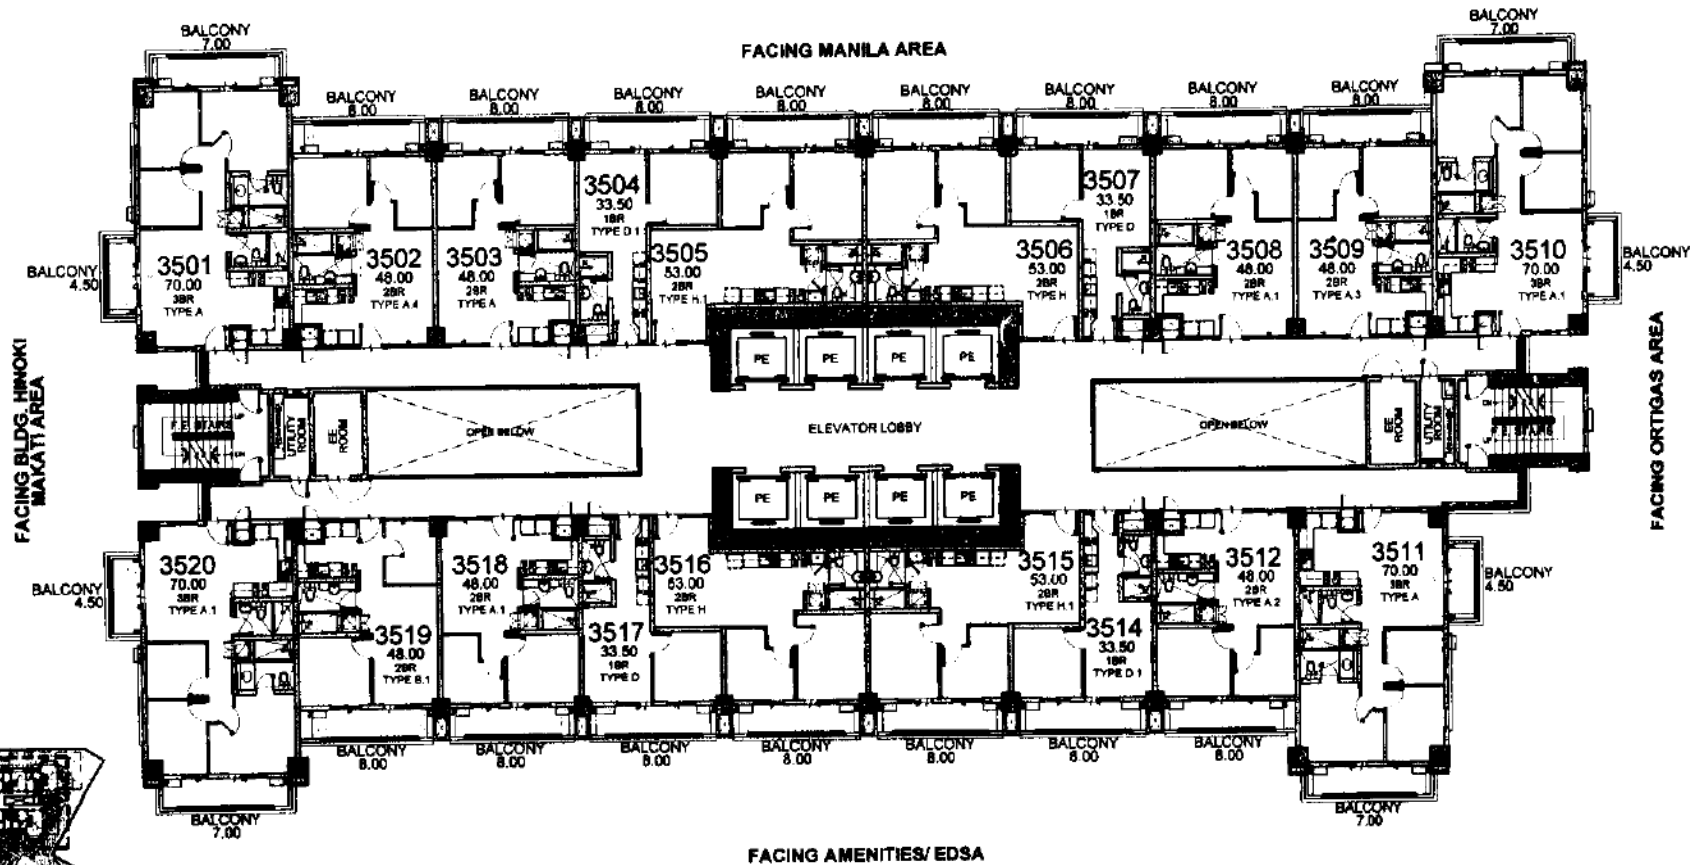 FACING MANILA AREA
BALCONY
7.00
BALCONY
8.00
BALCONY
8.00
BALCONY
8.00
BALCONY
8.00
BALCONY
8.00
BALCONY
8.00
BALCONY
8.00
BALCONY
8.00
BALCONY
7.00
BALCONY
4.50
3501
70.00
3BR
TYPE A
3502
48.00
2BR
TYPE A.4
3503
48.00
2BR
TYPE A
3504
33.50
1BR
TYPE D.1
3505
53.00
2BR
TYPE H.1
3506
53.00
2BR
TYPE H
3507
33.50
1BR
TYPE D
3508
48.00
2BR
TYPE A.1
3509
48.00
2BR
TYPE A.3
3510
70.00
3BR
TYPE A.1
BALCONY
4.50
PE
PE
PE
PE
FACING BLDG. HINOKI
MAKATI AREA
F.E STAIRS
UP
DN
UTILITY
ROOM
EE
ROOM
OPEN BELOW
ELEVATOR LOBBY
OPEN BELOW
EE
ROOM
UTILITY
ROOM
DN
UP
F.E STAIRS
FACING ORTIGAS AREA
PE
PE
PE
PE
BALCONY
4.50
3520
70.00
3BR
TYPE A.1
3519
48.00
2BR
TYPE B.1
3518
48.00
2BR
TYPE A.1
3517
33.50
1BR
TYPE D
3516
53.00
2BR
TYPE H
3515
53.00
2BR
TYPE H.1
3514
33.50
1BR
TYPE D.1
3512
48.00
2BR
TYPE A.2
3511
70.00
3BR
TYPE A
BALCONY
4.50
BALCONY
7.00
BALCONY
8.00
BALCONY
8.00
BALCONY
8.00
BALCONY
8.00
BALCONY
8.00
BALCONY
8.00
BALCONY
8.00
BALCONY
7.00
FACING AMENITIES/ EDSA